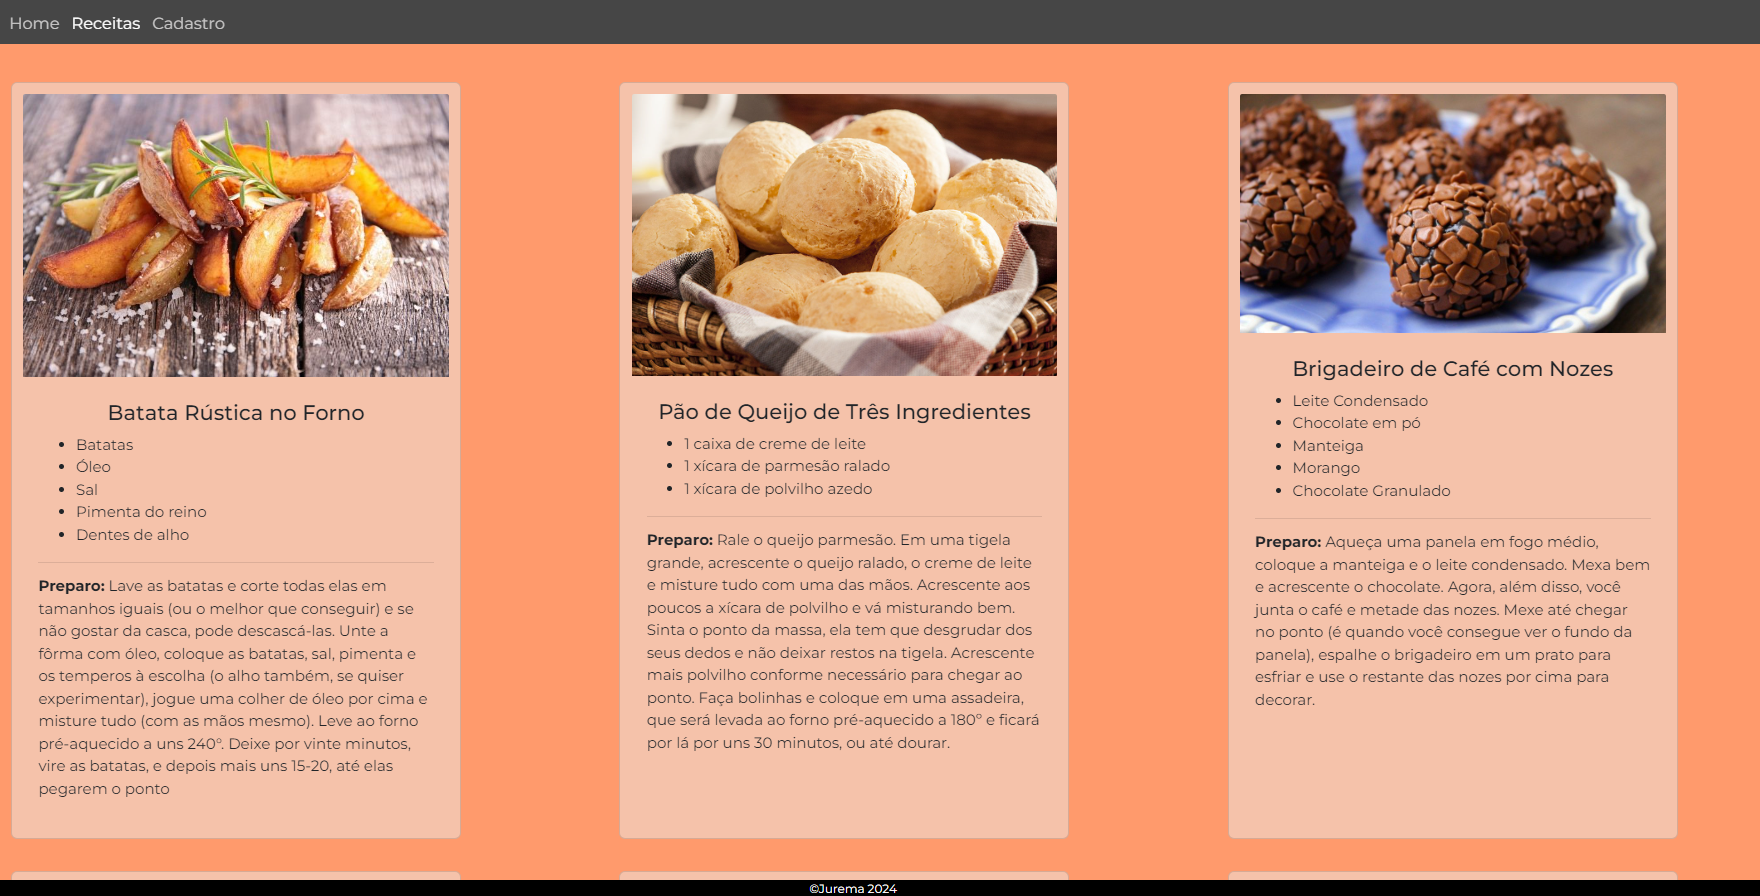 Home Receitas Cadastro
Batata Rústica no Forno
Batatas
Óleo
Sal
Pimenta do reino
Dentes de alho
Preparo: Lave as batatas e corte todas elas em
tamanhos iguais (ou o melhor que conseguir) e se
não gostar da casca, pode descascá-las. Unte a
fôrma com óleo, coloque as batatas, sal, pimenta e
os temperos à escolha (o alho também, se quiser
experimentar), jogue uma colher de óleo por cima e
misture tudo (com as mãos mesmo). Leve ao forno
pré-aquecido a uns 240°. Deixe por vinte minutos,
vire as batatas, e depois mais uns 15-20, até elas
pegarem o ponto
Pão de Queijo de Três Ingredientes
1 caixa de creme de leite
1 xícara de parmesão ralado
1 xícara de polvilho azedo
Preparo: Rale o queijo parmesão. Em uma tigela
grande, acrescente o queijo ralado, o creme de leite
e misture tudo com uma das mãos. Acrescente aos
poucos a xícara de polvilho e vá misturando bem.
Sinta o ponto da massa, ela tem que desgrudar dos
seus dedos e não deixar restos na tigela. Acrescente
mais polvilho conforme necessário para chegar ao
ponto. Faça bolinhas e coloque em uma assadeira,
que será levada ao forno pré-aquecido a 180º e ficará
por lá por uns 30 minutos, ou até dourar.
Brigadeiro de Café com Nozes
Leite Condensado
Chocolate em pó
Manteiga
Morango
Chocolate Granulado
Preparo: Aqueça uma panela em fogo médio,
coloque a manteiga e o leite condensado. Mexa bem
e acrescente o chocolate. Agora, além disso, você
junta o café e metade das nozes. Mexe até chegar
no ponto (é quando você consegue ver o fundo da
panela), espalhe o brigadeiro em um prato para
esfriar e use o restante das nozes por cima para
decorar.
©Jurema 2024